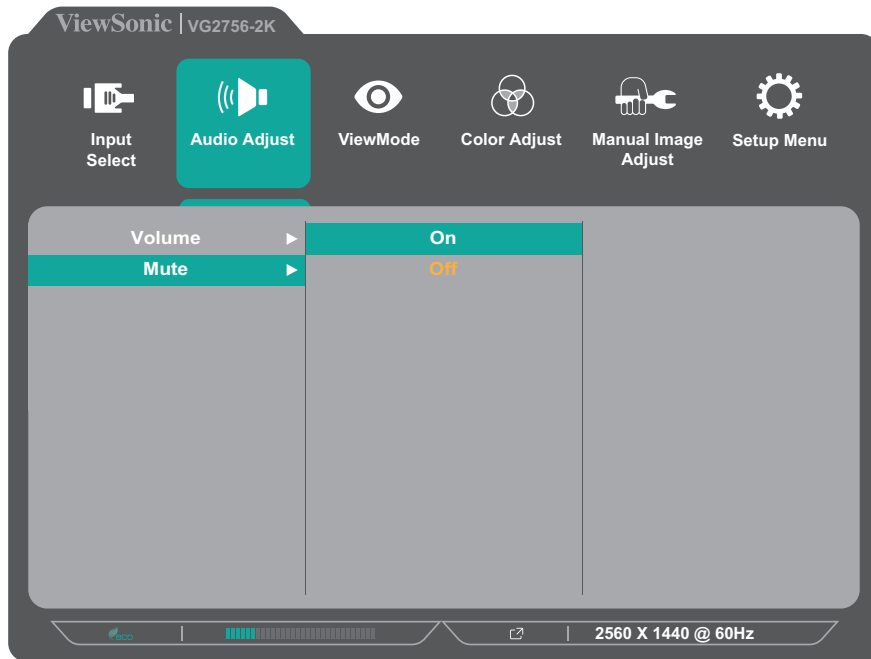 ViewSonic | VG2756-2K
Input
Select
Audio Adjust
ViewMode
Color Adjust
Manual Image
Adjust
Setup Menu
Volume
On
Mute
Off
eco
2560 X 1440 @ 60Hz